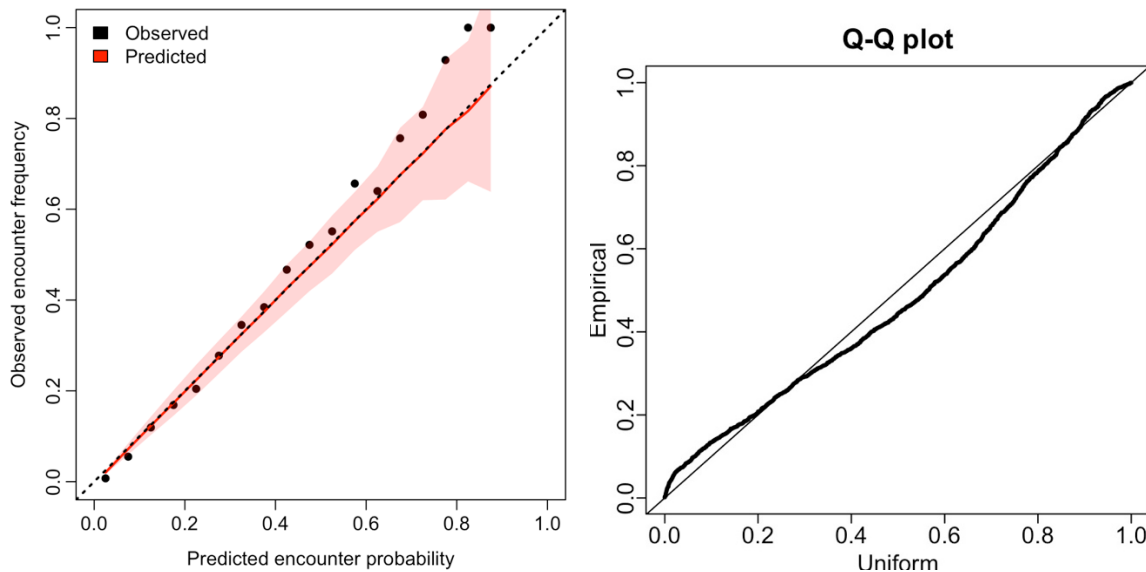 Observed
Predicted
Observed encounter frequency
1.0
0.8
0.6
0.4
0.2
0.0
0.0 0.2 0.4 0.6 0.8 1.0
Predicted encounter probability
Q-Q plot
Empirical
1.0
0.8
0.6
0.4
0.2
0.0
0.0 0.2 0.4 0.6 0.8 1.0
Uniform